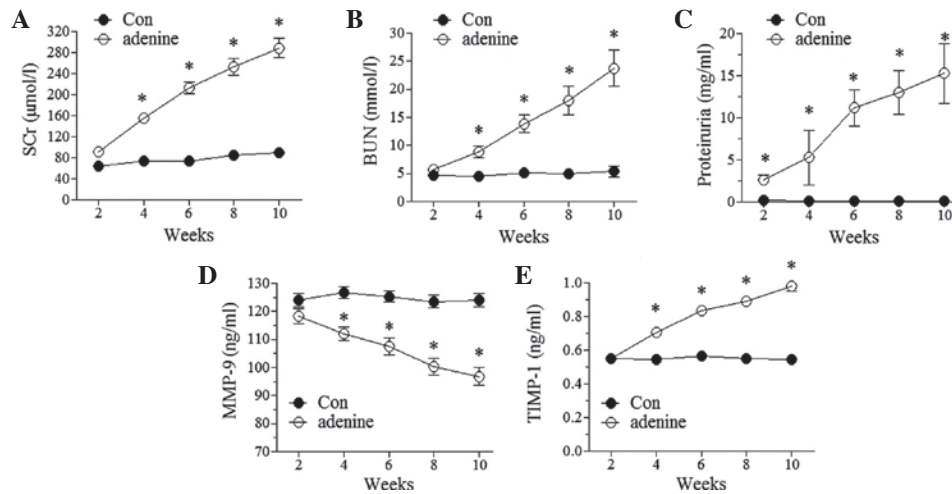 A
Con
adenine
SCr (μmol/l)
320
280
240
200
160
120
80
40
0
* * * *
2 4 6 8 10
Weeks
B
Con
adenine
BUN (mmol/l)
30
25
20
15
10
5
0
* * * *
2 4 6 8 10
Weeks
C
Con
adenine
Proteiruria (mg/ml)
20
15
10
5
0
* * * * *
2 4 6 8 10
Weeks
D
MMP-9 (ng/ml)
130
120
110
100
90
80
70
* * * *
Con
adenine
2 4 6 8 10
Weeks
E
TIMP-1 (ng/ml)
1.0
0.8
0.6
0.4
0.2
0.0
* * * *
Con
adenine
2 4 6 8 10
Weeks